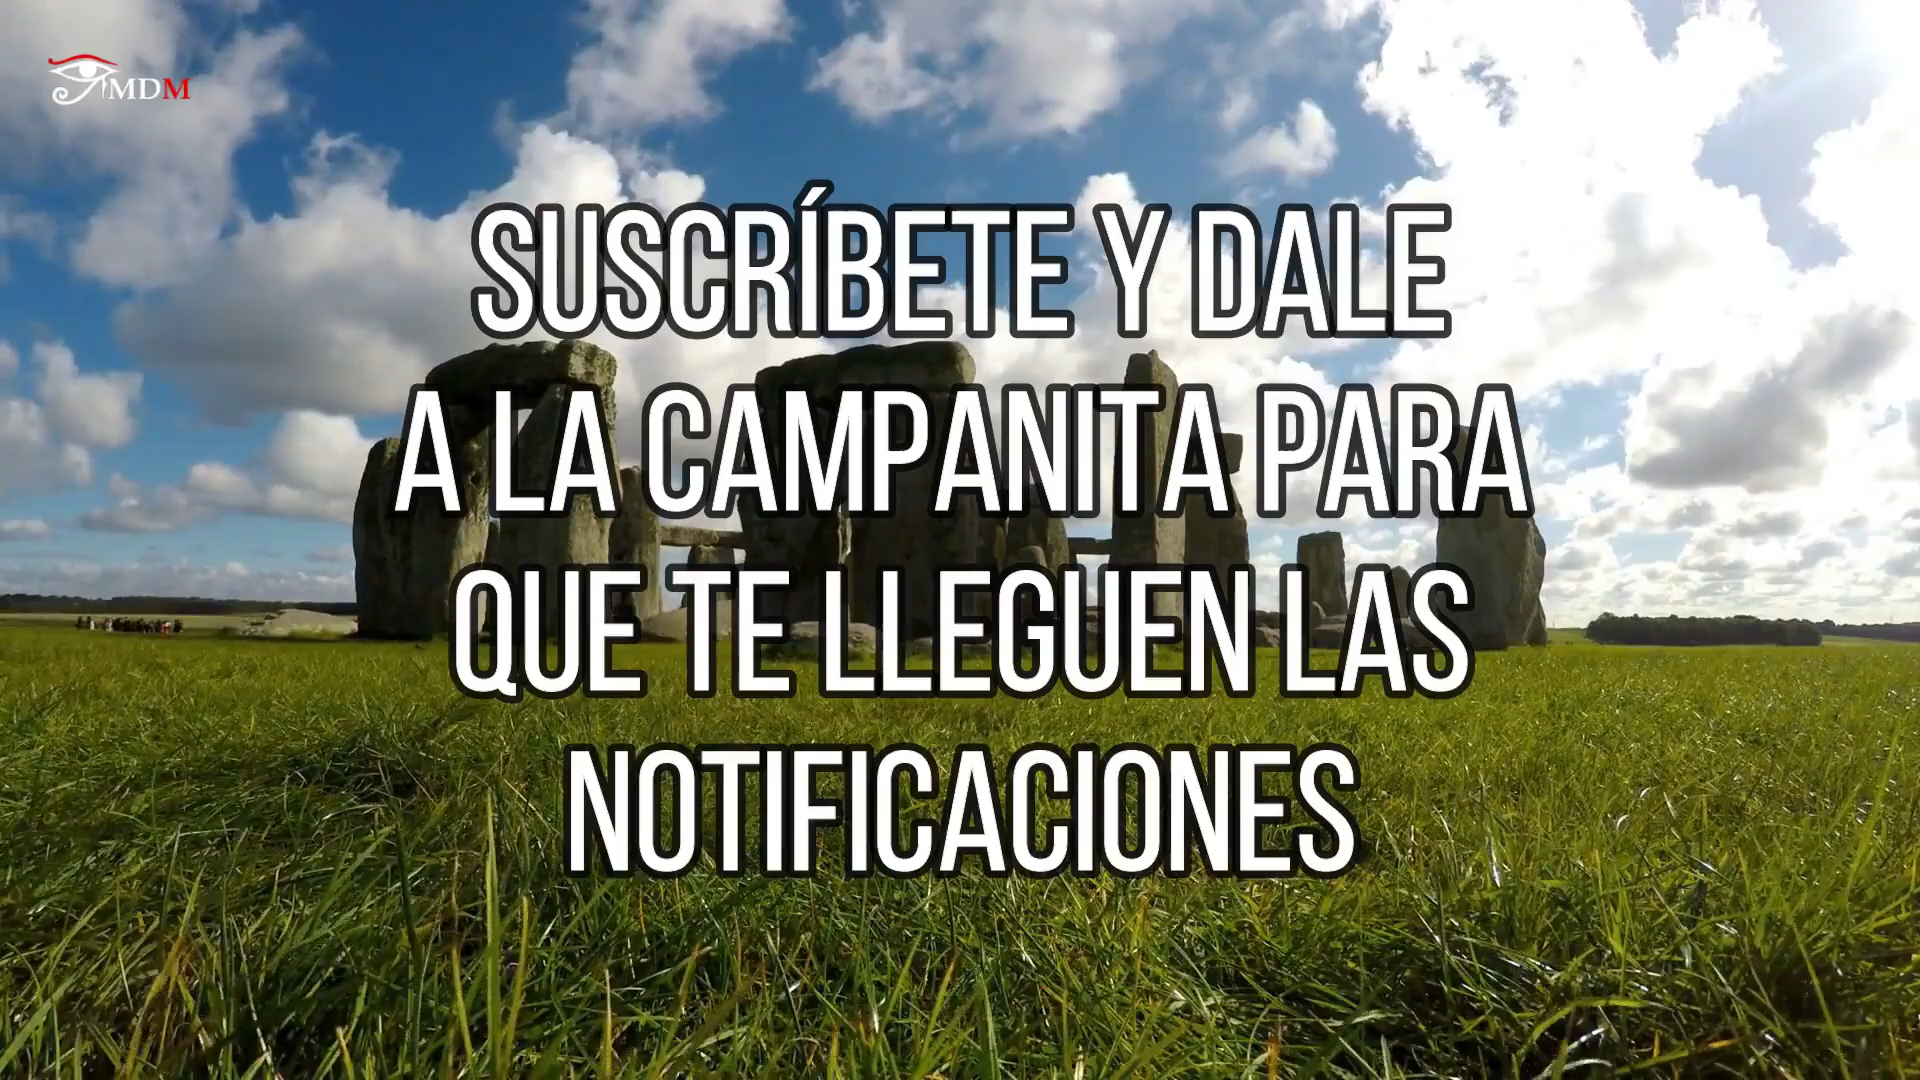 MDM
SUSCRÍBETE Y DALE
A LA CAMPANITA PARA
QUE TE LLEGUEN LAS
NOTIFICACIONES